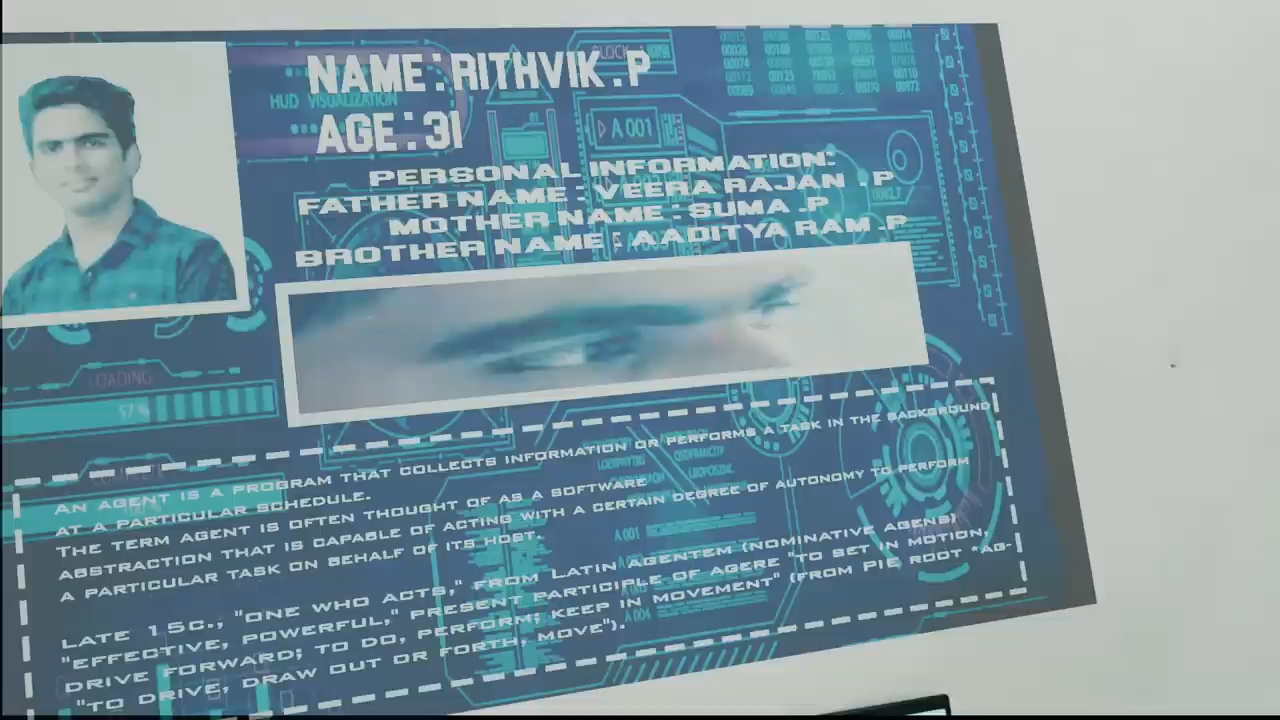 NAME : RITHVIK .P
HUD VISUALIZATION
AGE : 31
BLOCK
A 001
PERSONAL INFORMATION:
FATHER NAME : VEERA RAJAN . P
MOTHER NAME : SUMA .P
BROTHER NAME : AADITYA RAM .P
LOADING
57%
AN AGENT IS A PROGRAM THAT COLLECTS INFORMATION OR PERFORMS A TASK IN THE BACKGROUND
AT A PARTICULAR SCHEDULE.
THE TERM AGENT IS OFTEN THOUGHT OF AS A SOFTWARE
ABSTRACTION THAT IS CAPABLE OF ACTING WITH A CERTAIN DEGREE OF AUTONOMY TO PERFORM
A PARTICULAR TASK ON BEHALF OF ITS HOST.
A 001
LATE 15C., "ONE WHO ACTS," FROM LATIN AGENTEM (NOMINATIVE AGENS)
"EFFECTIVE, POWERFUL," PRESENT PARTICIPLE OF AGERE "TO SET IN MOTION,
DRIVE FORWARD; TO DO, PERFORM; KEEP IN MOVEMENT" (FROM PIE ROOT *AG-
"TO DRIVE, DRAW OUT OR FORTH, MOVE").
A 004